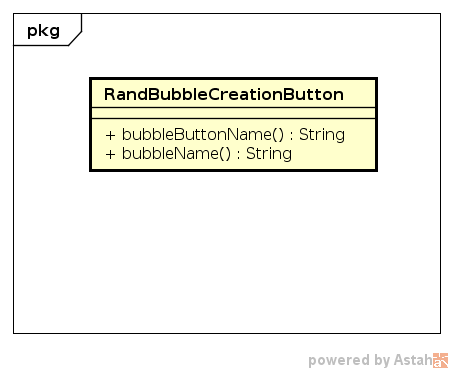 pkg
RandBubbleCreationButton
+ bubbleButtonName() : String
+ bubbleName() : String
powered by Astah